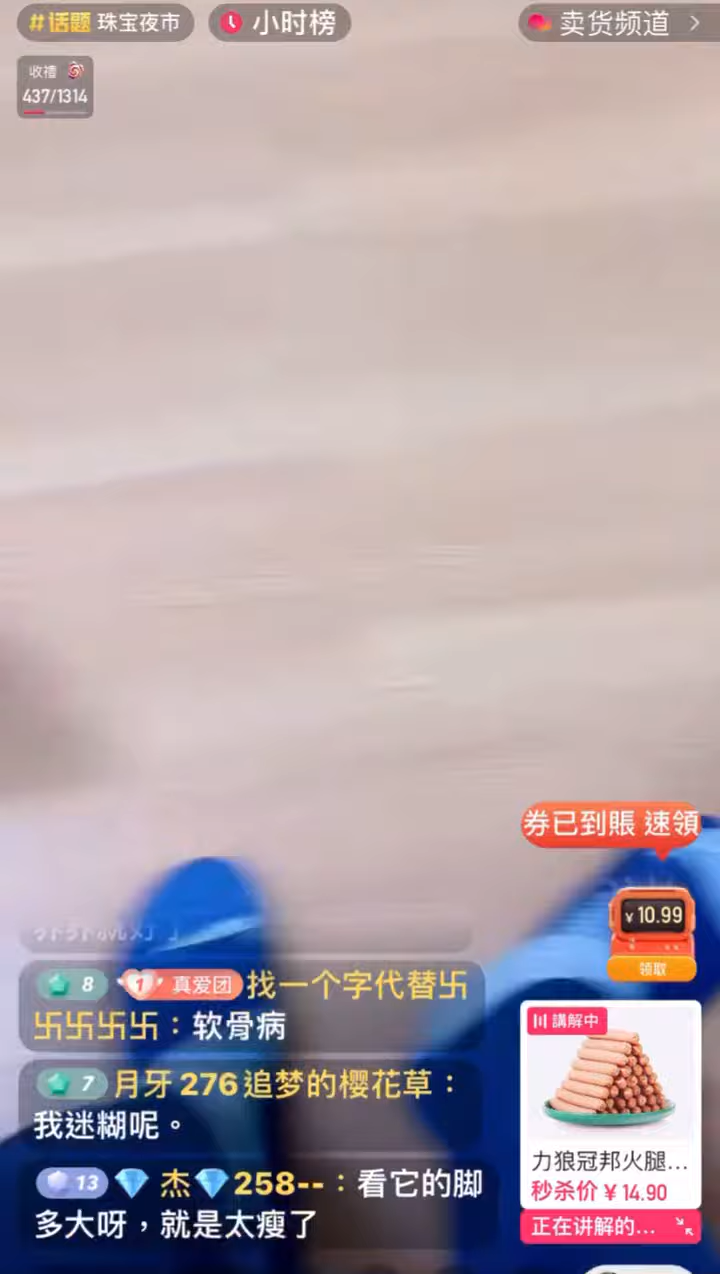 #话题 珠宝夜市
小时榜
卖货频道 >
收禮
437/1314
券已到賬 速領
¥10.99
领取
8 1 真爱团 找一个字代替卐
卐卐卐卐：软骨病
7 月牙276追梦的樱花草：
我迷糊呢。
13 💎 杰💎258--：看它的脚
多大呀，就是太瘦了
講解中
力狼冠邦火腿...
秒杀价 ¥ 14.90
正在讲解的...